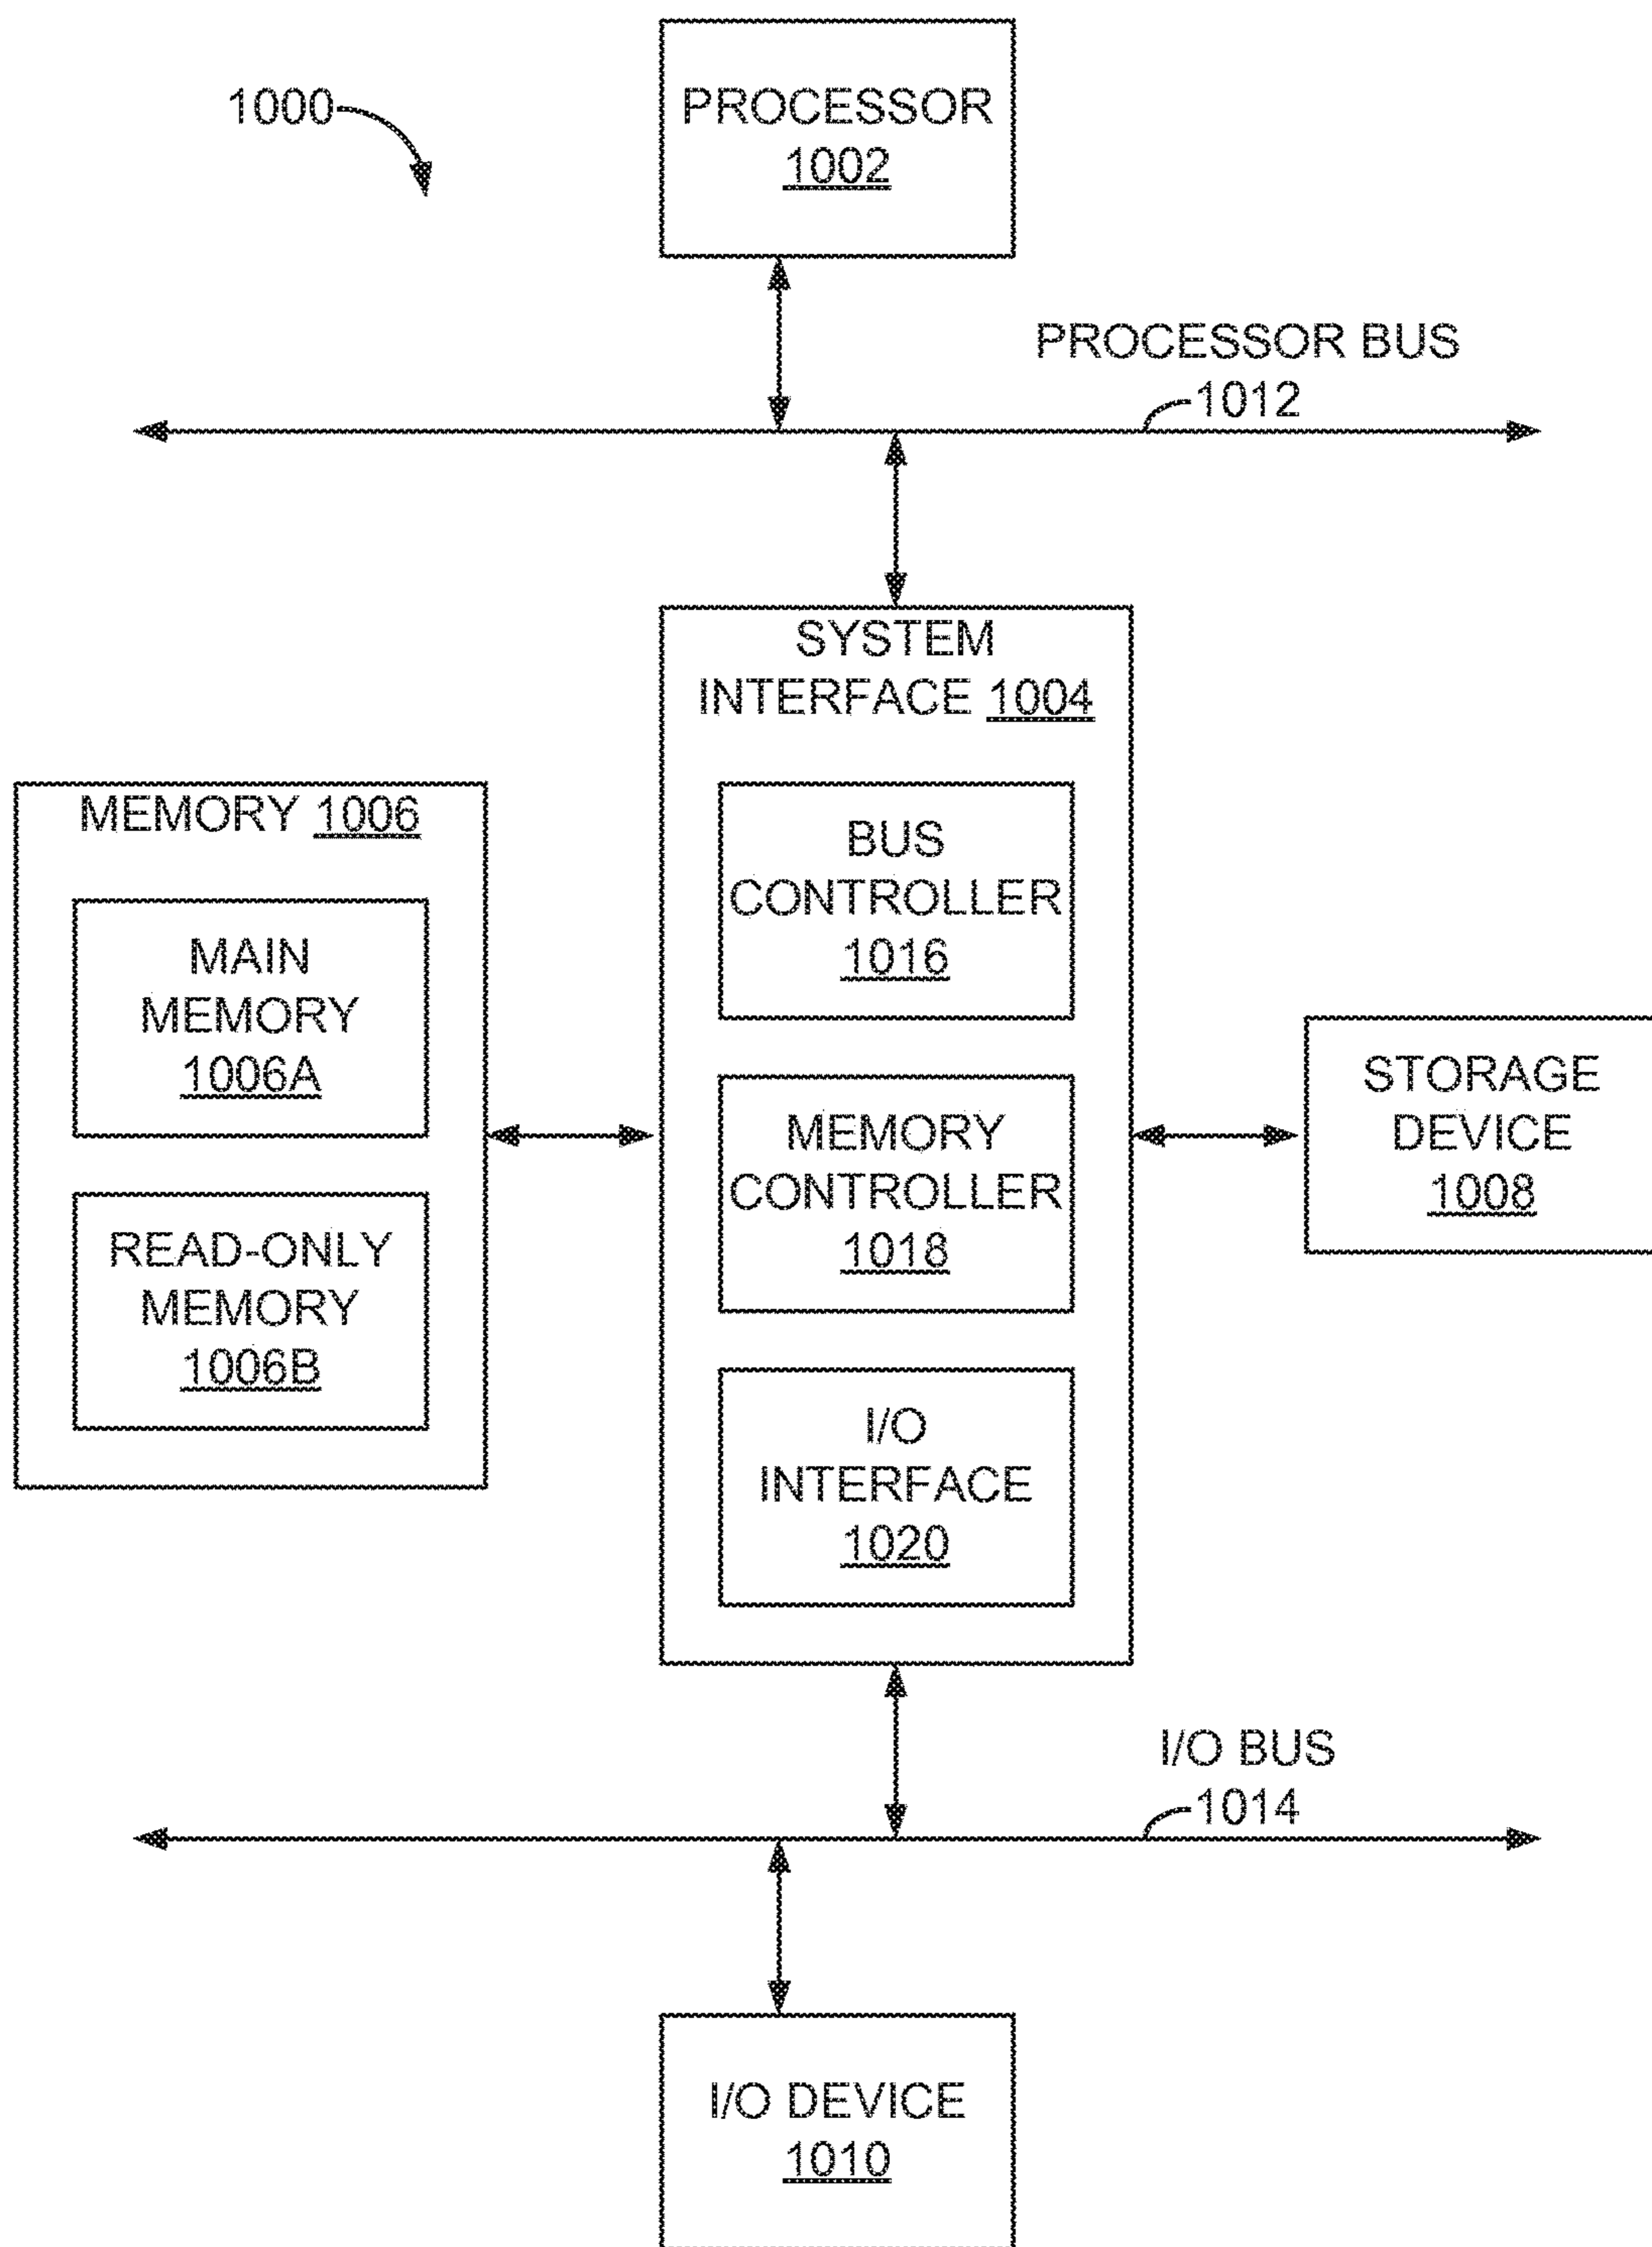 1000
PROCESSOR
1002
PROCESSOR BUS
1012
SYSTEM
INTERFACE 1004
MEMORY 1006
MAIN
MEMORY
1006A
READ-ONLY
MEMORY
1006B
BUS
CONTROLLER
1016
MEMORY
CONTROLLER
1018
I/O
INTERFACE
1020
STORAGE
DEVICE
1008
I/O BUS
1014
I/O DEVICE
1010